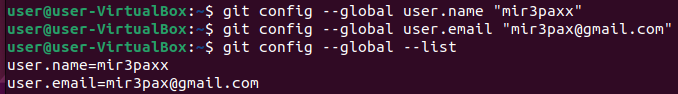 user@user-VirtualBox:~$ git config --global user.name "mir3paxx"
user@user-VirtualBox:~$ git config --global user.email "mir3pax@gmail.com"
user@user-VirtualBox:~$ git config --global --list
user.name=mir3paxx
user.email=mir3pax@gmail.com